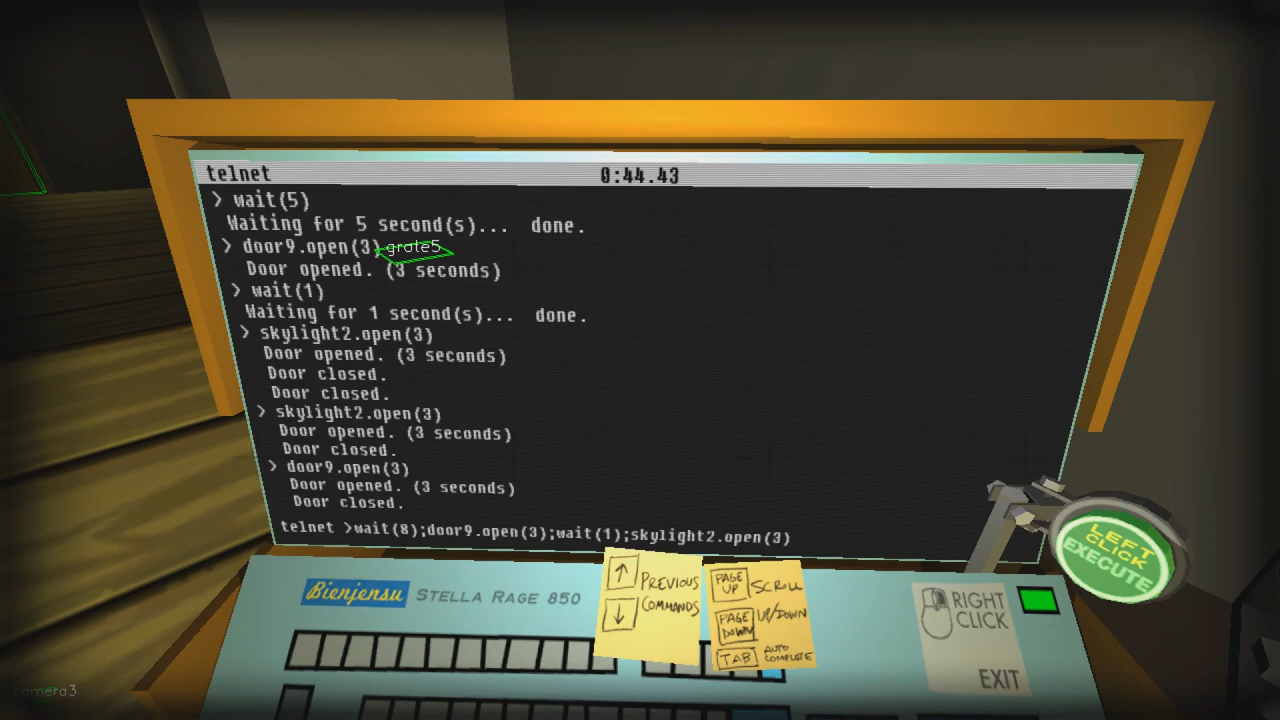 telnet 0:44.43
> wait(5)
Waiting for 5 second(s)... done.
> door9.open(3) grate5
Door opened. (3 seconds)
> wait(1)
Waiting for 1 second(s)... done.
> skylight2.open(3)
Door opened. (3 seconds)
Door closed.
Door closed.
> skylight2.open(3)
Door opened. (3 seconds)
Door closed.
> door9.open(3)
Door opened. (3 seconds)
Door closed.
telnet >wait(8);door9.open(3);wait(1);skylight2.open(3)
LEFT
CLICK
EXECUTE
Bienjensu STELLA RAGE 850
↑ PREVIOUS
↓ COMMANDS
PAGE UP SCROLL
PAGE DOWN UP/DOWN
TAB AUTO COMPLETE
RIGHT
CLICK
EXIT
camera3